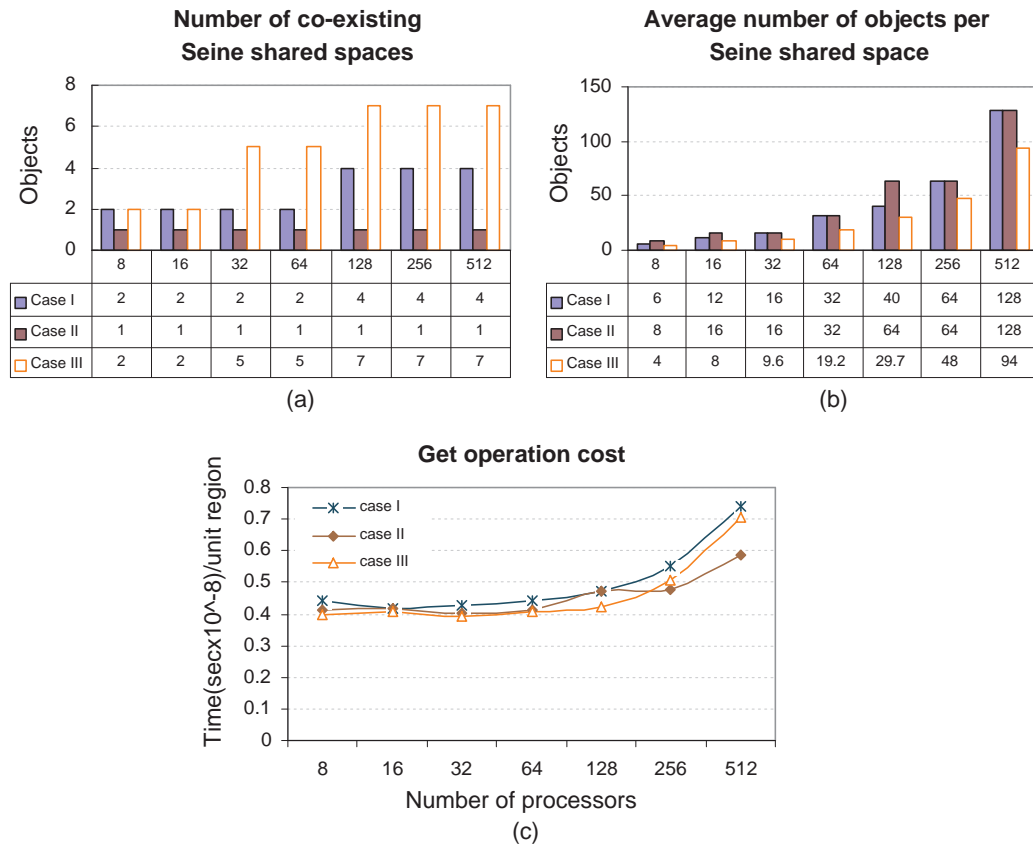 Number of co-existing
Seine shared spaces
Objects
8
6
4
2
0
8 16 32 64 128 256 512
Case I 2 2 2 2 4 4 4
Case II 1 1 1 1 1 1 1
Case III 2 2 5 5 7 7 7
(a)
Average number of objects per
Seine shared space
Objects
150
100
50
0
8 16 32 64 128 256 512
Case I 6 12 16 32 40 64 128
Case II 8 16 16 32 64 64 128
Case III 4 8 9.6 19.2 29.7 48 94
(b)
Get operation cost
Time(secx10^-8)/unit region
0.8
0.7
0.6
0.5
0.4
0.3
0.2
0.1
0
case I
case II
case III
8 16 32 64 128 256 512
Number of processors
(c)